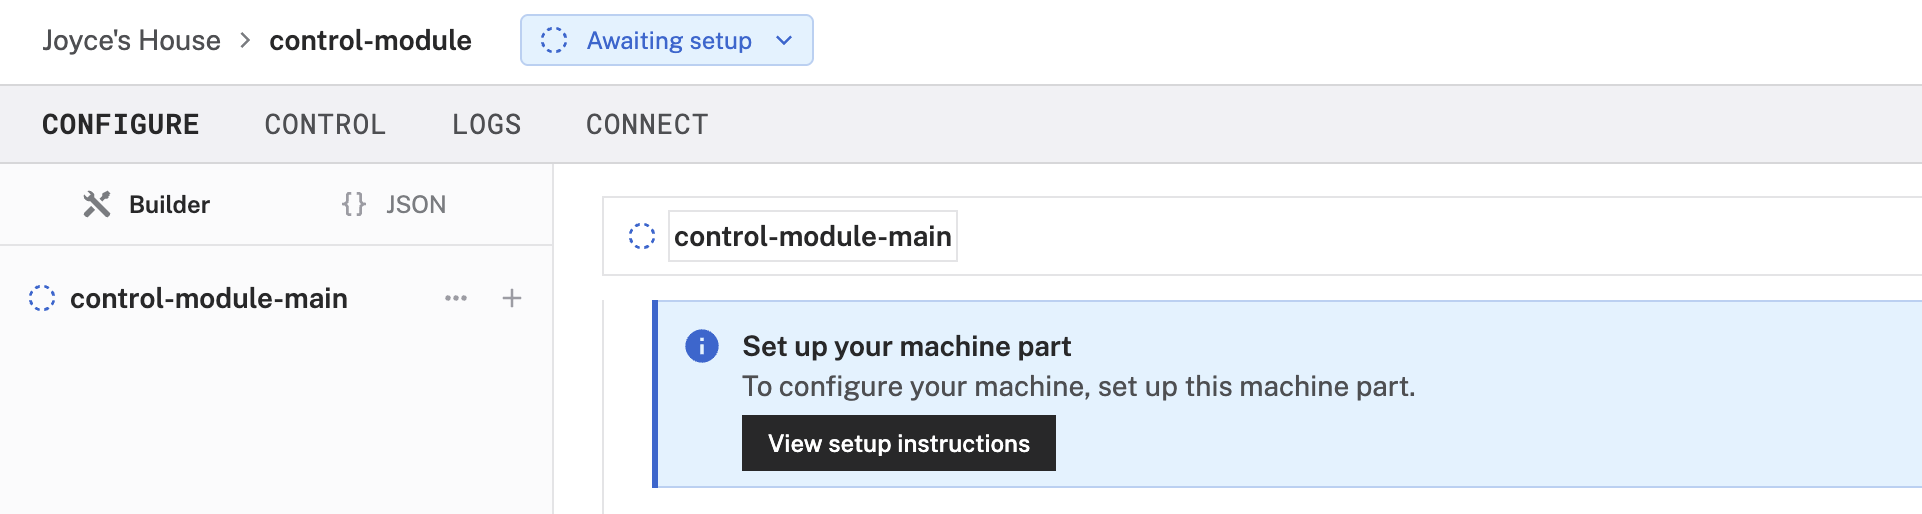 Joyce's House > control-module Awaiting setup
CONFIGURE CONTROL LOGS CONNECT
Builder {} JSON
control-module-main
control-module-main
Set up your machine part
To configure your machine, set up this machine part.
View setup instructions